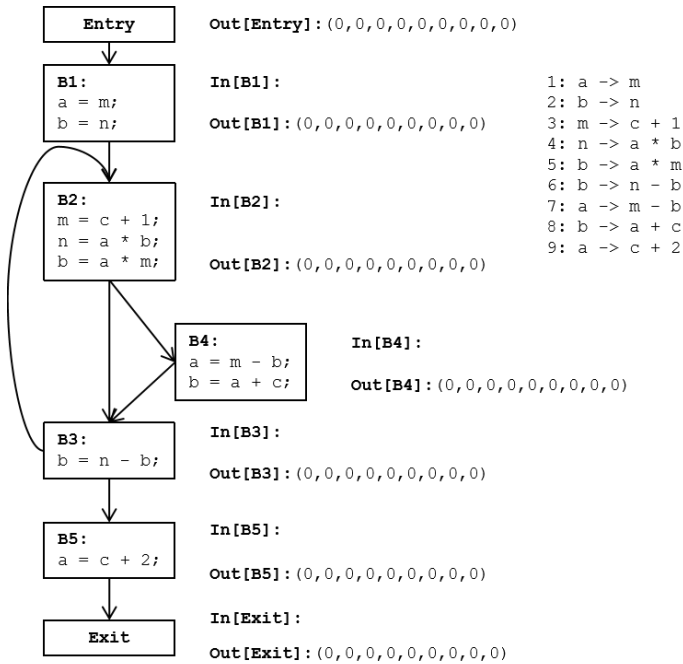 Entry Out[Entry]:(0,0,0,0,0,0,0,0,0)
B1: In[B1]: 1: a -> m
a = m; 2: b -> n
b = n; Out[B1]:(0,0,0,0,0,0,0,0,0) 3: m -> c + 1
4: n -> a * b
5: b -> a * m
B2: In[B2]: 6: b -> n - b
m = c + 1; 7: a -> m - b
n = a * b; 8: b -> a + c
b = a * m; Out[B2]:(0,0,0,0,0,0,0,0,0) 9: a -> c + 2
B4: In[B4]:
a = m - b;
b = a + c; Out[B4]:(0,0,0,0,0,0,0,0,0)
B3: In[B3]:
b = n - b;
Out[B3]:(0,0,0,0,0,0,0,0,0)
B5: In[B5]:
a = c + 2;
Out[B5]:(0,0,0,0,0,0,0,0,0)
In[Exit]:
Exit
Out[Exit]:(0,0,0,0,0,0,0,0,0)